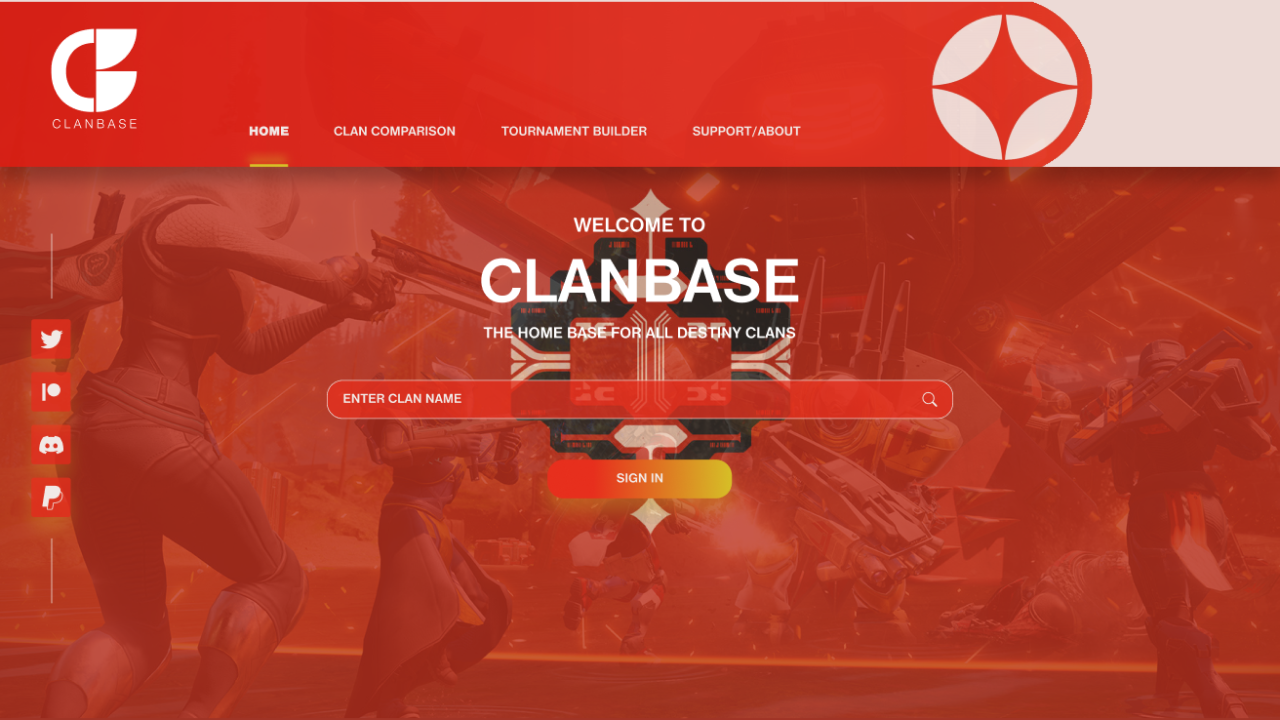 CLANBASE
HOME
CLAN COMPARISON
TOURNAMENT BUILDER
SUPPORT/ABOUT
WELCOME TO
CLANBASE
THE HOME BASE FOR ALL DESTINY CLANS
ENTER CLAN NAME
SIGN IN